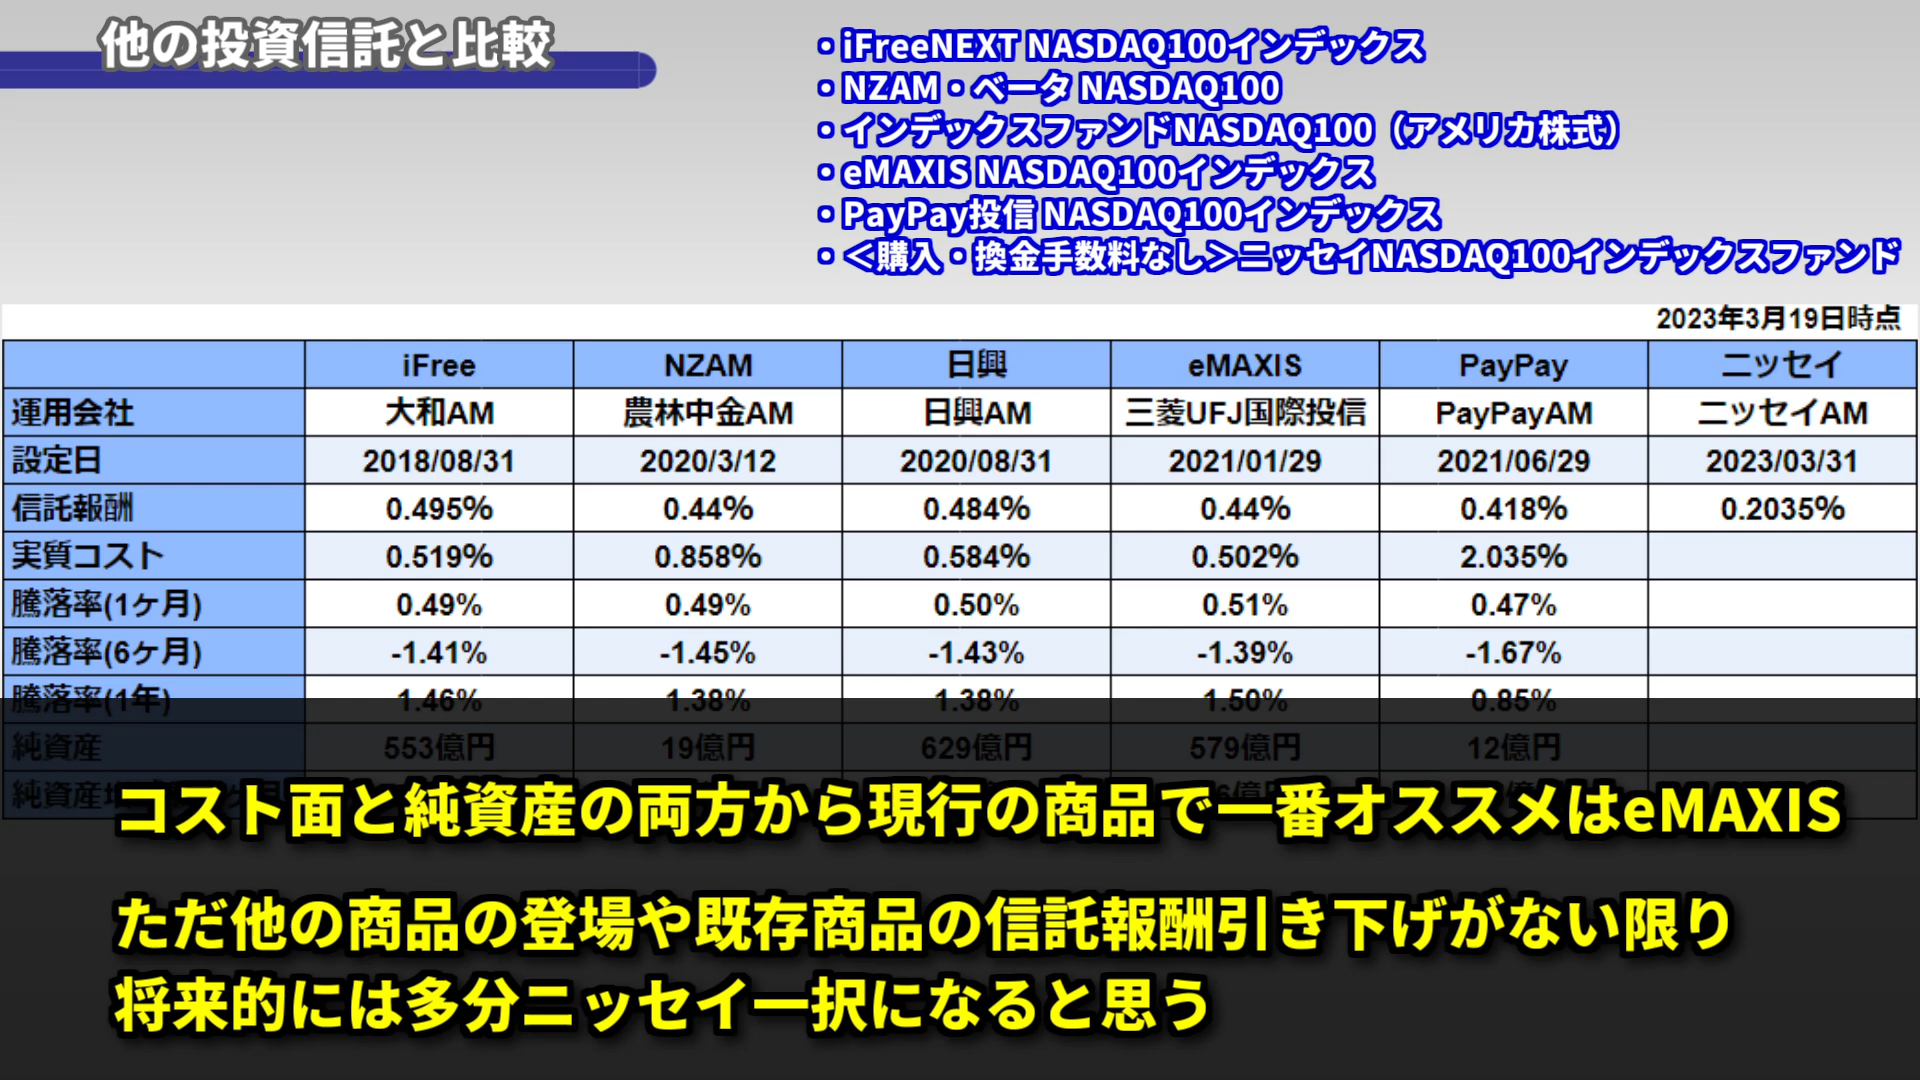 他の投資信託と比較
・iFreeNEXT NASDAQ100インデックス
・NZAM・ベータ NASDAQ100
・インデックスファンドNASDAQ100（アメリカ株式）
・eMAXIS NASDAQ100インデックス
・PayPay投信 NASDAQ100インデックス
・＜購入・換金手数料なし＞ニッセイNASDAQ100インデックスファンド
2023年3月19日時点
iFree NZAM 日興 eMAXIS PayPay ニッセイ
運用会社 大和AM 農林中金AM 日興AM 三菱UFJ国際投信 PayPayAM ニッセイAM
設定日 2018/08/31 2020/3/12 2020/08/31 2021/01/29 2021/06/29 2023/03/31
信託報酬 0.495% 0.44% 0.484% 0.44% 0.418% 0.2035%
実質コスト 0.519% 0.858% 0.584% 0.502% 2.035%
騰落率(1ヶ月) 0.49% 0.49% 0.50% 0.51% 0.47%
騰落率(6ヶ月) -1.41% -1.45% -1.43% -1.39% -1.67%
騰落率(1年) 1.46% 1.38% 1.38% 1.50% 0.85%
純資産 553億円 19億円 629億円 579億円 12億円
コスト面と純資産の両方から現行の商品で一番オススメはeMAXIS
ただ他の商品の登場や既存商品の信託報酬引き下げがない限り
将来的には多分ニッセイ一択になると思う